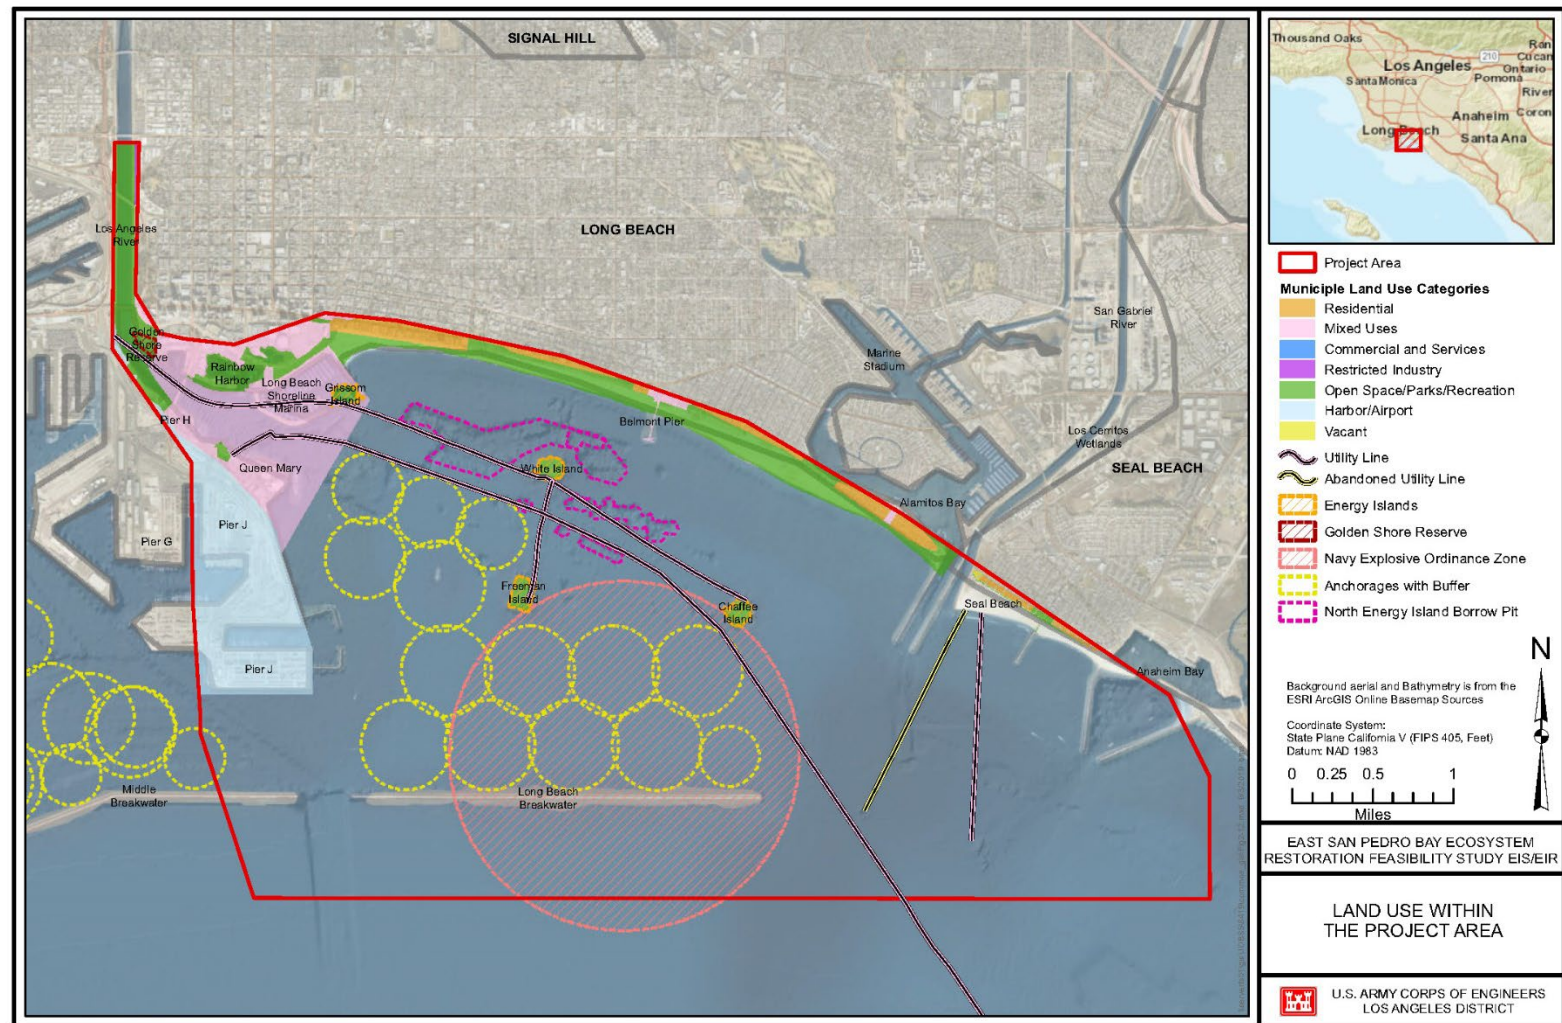 SIGNAL HILL
LONG BEACH
SEAL BEACH
Los Angeles
River
Golden
Shore
Reserve
Rainbow
Harbor
Long Beach
Shoreline
Marina
Grissom
Island
Pier H
Queen Mary
Pier J
Pier G
Pier J
White Island
Freeman
Island
Chaffee
Island
Belmont Pier
Marine
Stadium
San Gabriel
River
Los Cerritos
Wetlands
Alamitos Bay
Seal Beach
Anaheim Bay
Middle
Breakwater
Long Beach
Breakwater
Thousand Oaks
Los Angeles
Santa Monica
210
Ran
Cucan
Ontario
Pomona
River
Anaheim
Coron
Long Beach
Santa Ana
Project Area
Municiple Land Use Categories
Residential
Mixed Uses
Commercial and Services
Restricted Industry
Open Space/Parks/Recreation
Harbor/Airport
Vacant
Utility Line
Abandoned Utility Line
Energy Islands
Golden Shore Reserve
Navy Explosive Ordinance Zone
Anchorages with Buffer
North Energy Island Borrow Pit
N
Background aerial and Bathymetry is from the
ESRI ArcGIS Online Basemap Sources
Coordinate System:
State Plane California V (FIPS 405, Feet)
Datum: NAD 1983
0 0.25 0.5 1
Miles
EAST SAN PEDRO BAY ECOSYSTEM
RESTORATION FEASIBILITY STUDY EIS/EIR
LAND USE WITHIN
THE PROJECT AREA
U.S. ARMY CORPS OF ENGINEERS
LOS ANGELES DISTRICT